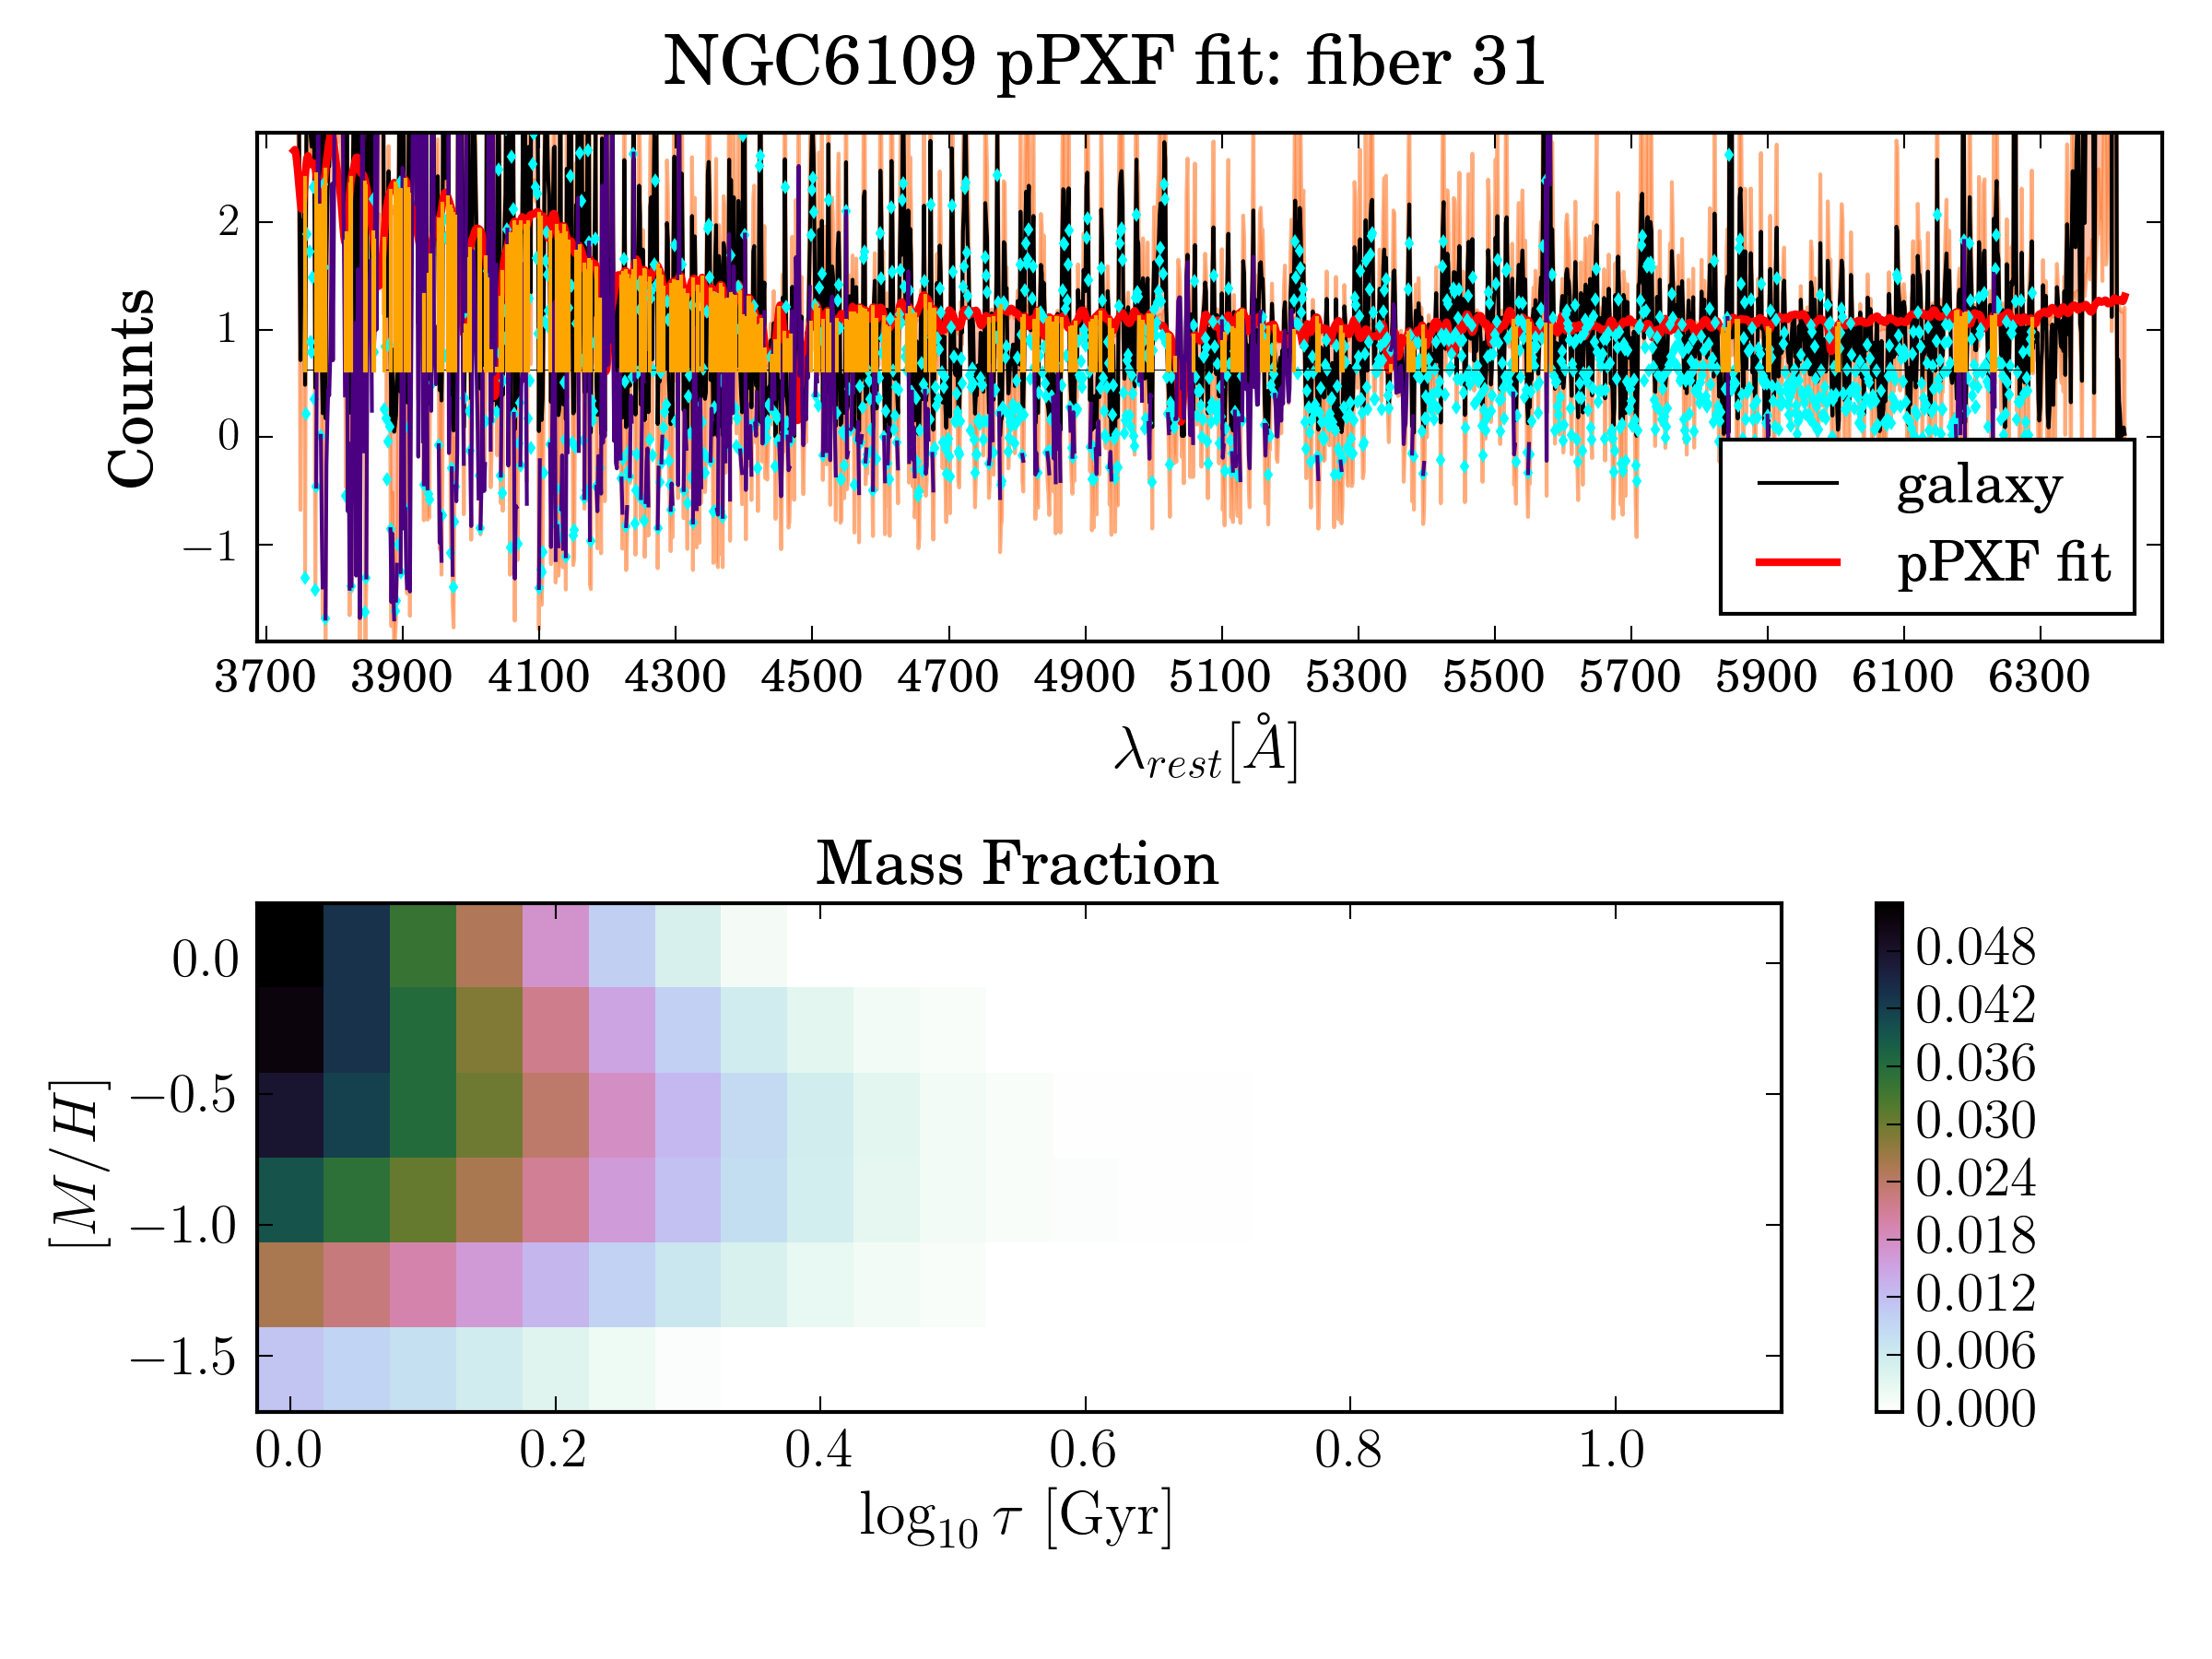 NGC6109 pPXF fit: fiber 31
Counts
2
1
0
−1
galaxy
pPXF fit
3700 3900 4100 4300 4500 4700 4900 5100 5300 5500 5700 5900 6100 6300
λrest[Å]
Mass Fraction
[M/H]
0.0
−0.5
−1.0
−1.5
0.0 0.2 0.4 0.6 0.8 1.0
log10 τ [Gyr]
0.048
0.042
0.036
0.030
0.024
0.018
0.012
0.006
0.000